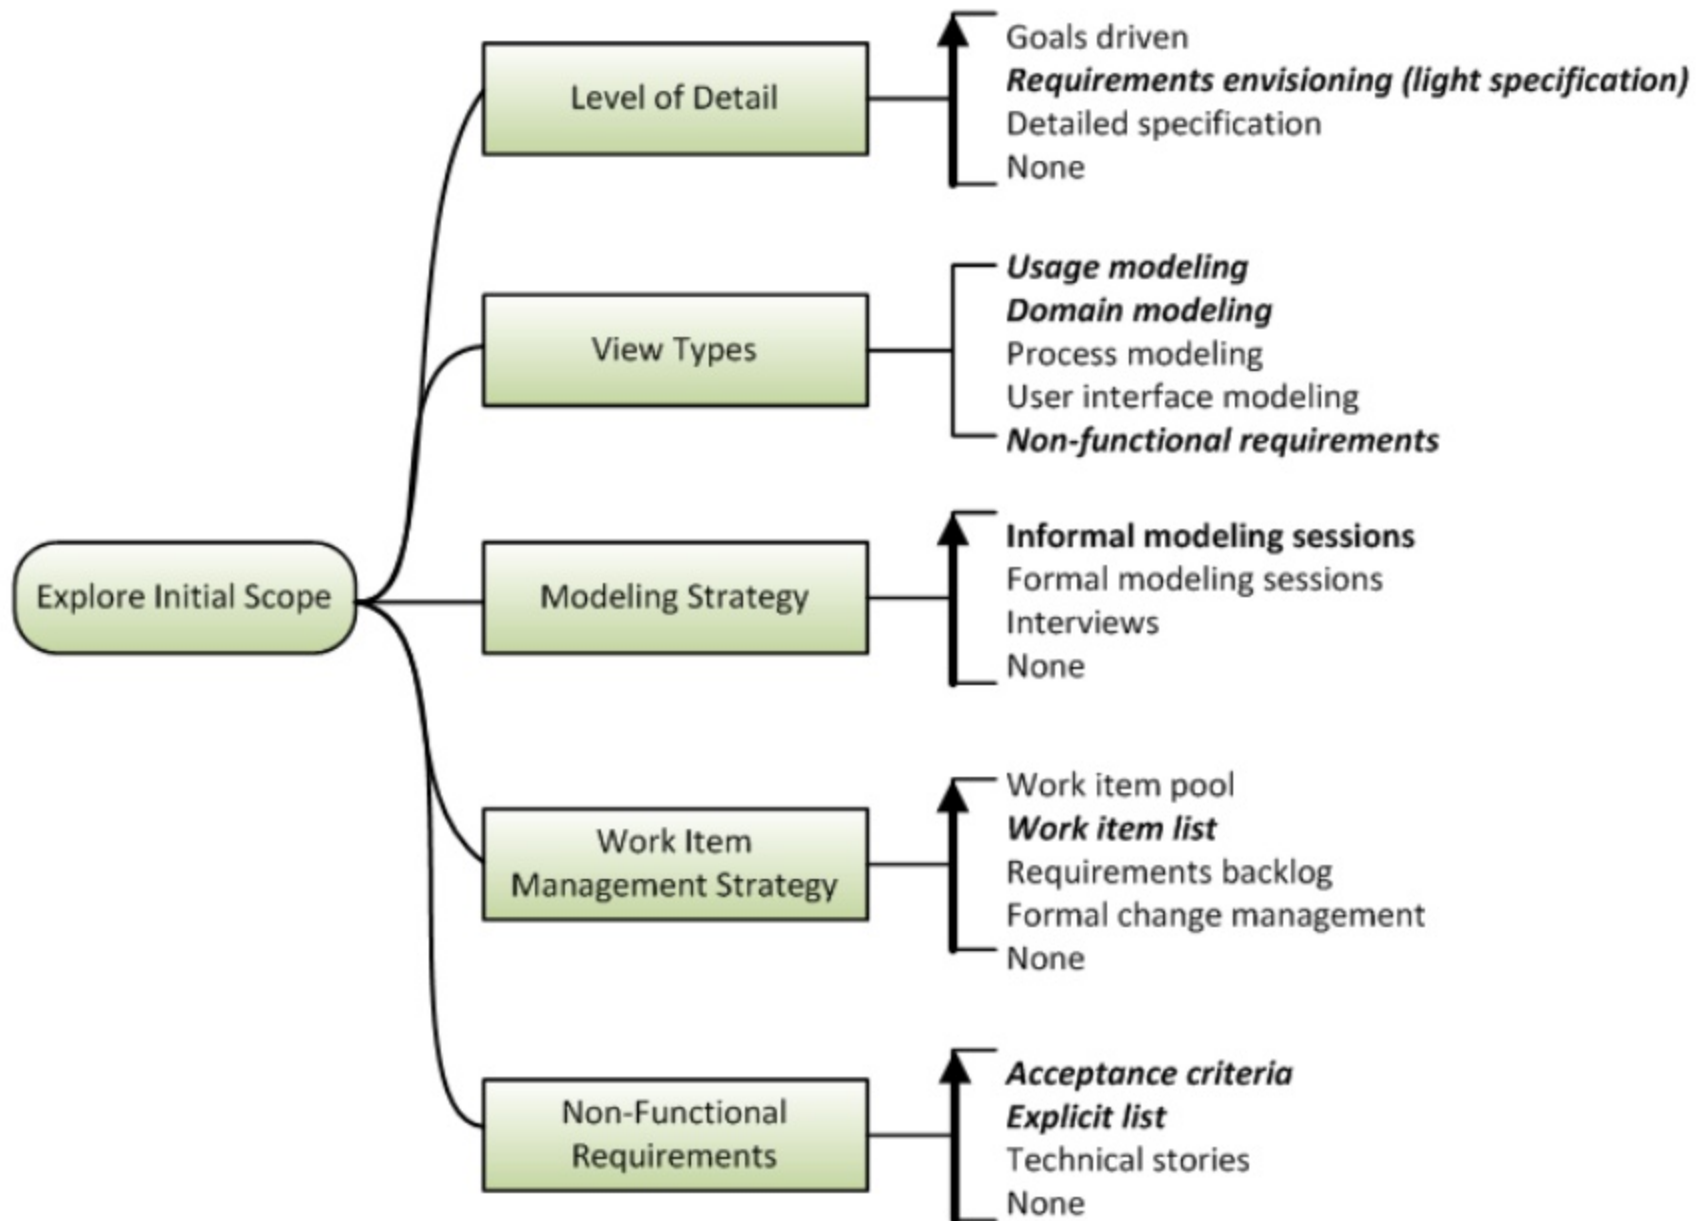 Explore Initial Scope
Level of Detail
Goals driven
Requirements envisioning (light specification)
Detailed specification
None
View Types
Usage modeling
Domain modeling
Process modeling
User interface modeling
Non-functional requirements
Modeling Strategy
Informal modeling sessions
Formal modeling sessions
Interviews
None
Work Item
Management Strategy
Work item pool
Work item list
Requirements backlog
Formal change management
None
Non-Functional
Requirements
Acceptance criteria
Explicit list
Technical stories
None